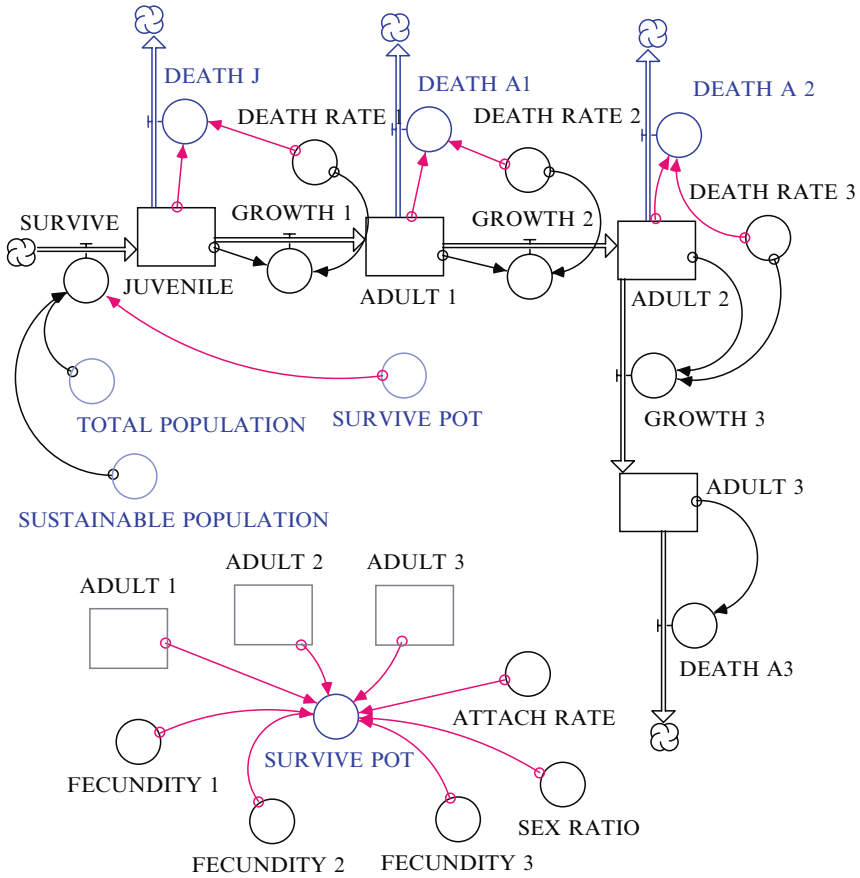 DEATH J
DEATH A1
DEATH A 2
DEATH RATE 1
DEATH RATE 2
DEATH RATE 3
SURVIVE
GROWTH 1
GROWTH 2
JUVENILE
ADULT 1
ADULT 2
TOTAL POPULATION
SURVIVE POT
GROWTH 3
SUSTAINABLE POPULATION
ADULT 3
ADULT 1
ADULT 2
ADULT 3
DEATH A3
ATTACH RATE
SURVIVE POT
FECUNDITY 1
SEX RATIO
FECUNDITY 2
FECUNDITY 3